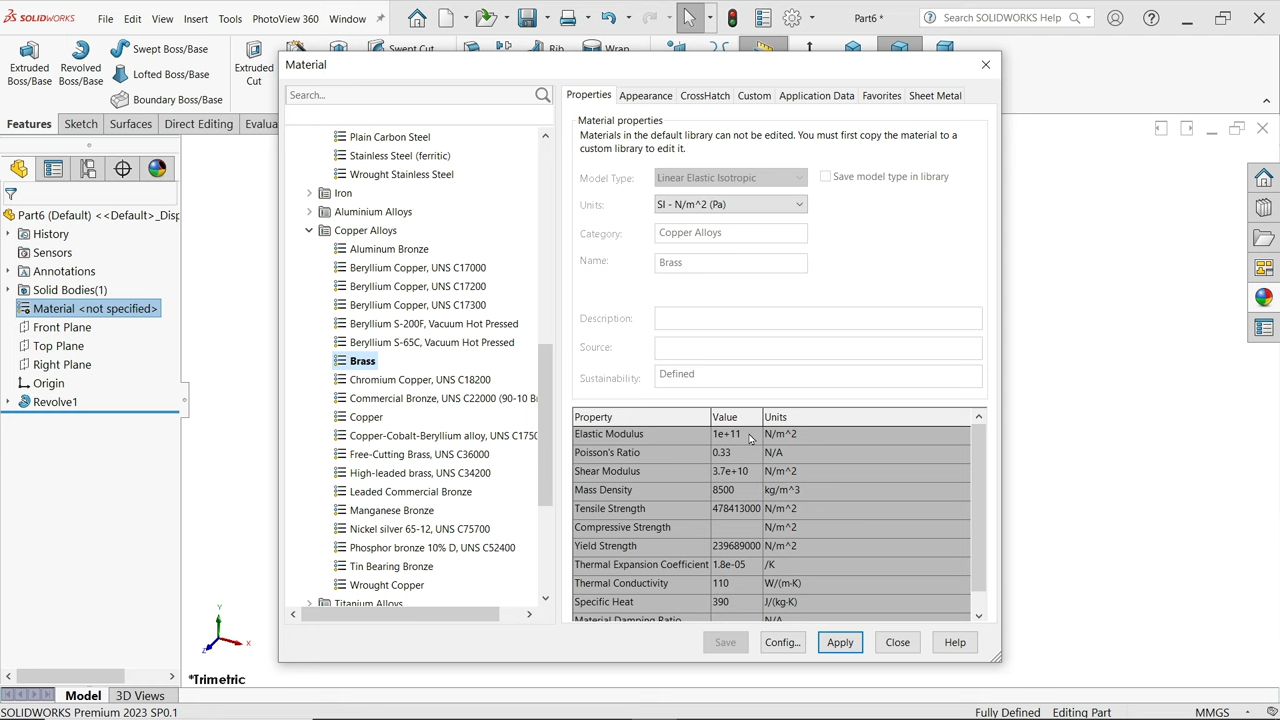 SOLIDWORKS File Edit View Insert Tools PhotoView 360 Window Part6 * Search SOLIDWORKS Help
Extruded Boss/Base
Revolved Boss/Base
Swept Boss/Base
Lofted Boss/Base
Boundary Boss/Base
Extruded Cut
Swept Cut
Rib
Wrap
Features Sketch Surfaces Direct Editing Evalua
Part6 (Default) <<Default>_Disp
History
Sensors
Annotations
Solid Bodies(1)
Material <not specified>
Front Plane
Top Plane
Right Plane
Origin
Revolve1
Material
Search...
Plain Carbon Steel
Stainless Steel (ferritic)
Wrought Stainless Steel
Iron
Aluminium Alloys
Copper Alloys
Aluminum Bronze
Beryllium Copper, UNS C17000
Beryllium Copper, UNS C17200
Beryllium Copper, UNS C17300
Beryllium S-200F, Vacuum Hot Pressed
Beryllium S-65C, Vacuum Hot Pressed
Brass
Chromium Copper, UNS C18200
Commercial Bronze, UNS C22000 (90-10 Br
Copper
Copper-Cobalt-Beryllium alloy, UNS C1750
Free-Cutting Brass, UNS C36000
High-leaded brass, UNS C34200
Leaded Commercial Bronze
Manganese Bronze
Nickel silver 65-12, UNS C75700
Phosphor bronze 10% D, UNS C52400
Tin Bearing Bronze
Wrought Copper
Titanium Alloys
Properties Appearance CrossHatch Custom Application Data Favorites Sheet Metal
Material properties
Materials in the default library can not be edited. You must first copy the material to a
custom library to edit it.
Model Type: Linear Elastic Isotropic Save model type in library
Units: SI - N/m^2 (Pa)
Category: Copper Alloys
Name: Brass
Description:
Source:
Sustainability: Defined
Property Value Units
Elastic Modulus 1e+11 N/m^2
Poisson's Ratio 0.33 N/A
Shear Modulus 3.7e+10 N/m^2
Mass Density 8500 kg/m^3
Tensile Strength 478413000 N/m^2
Compressive Strength N/m^2
Yield Strength 239689000 N/m^2
Thermal Expansion Coefficient 1.8e-05 /K
Thermal Conductivity 110 W/(m·K)
Specific Heat 390 J/(kg·K)
Material Damping Ratio N/A
Save Config... Apply Close Help
Y
X
Z
*Trimetric
Model 3D Views
SOLIDWORKS Premium 2023 SP0.1 Fully Defined Editing Part MMGS